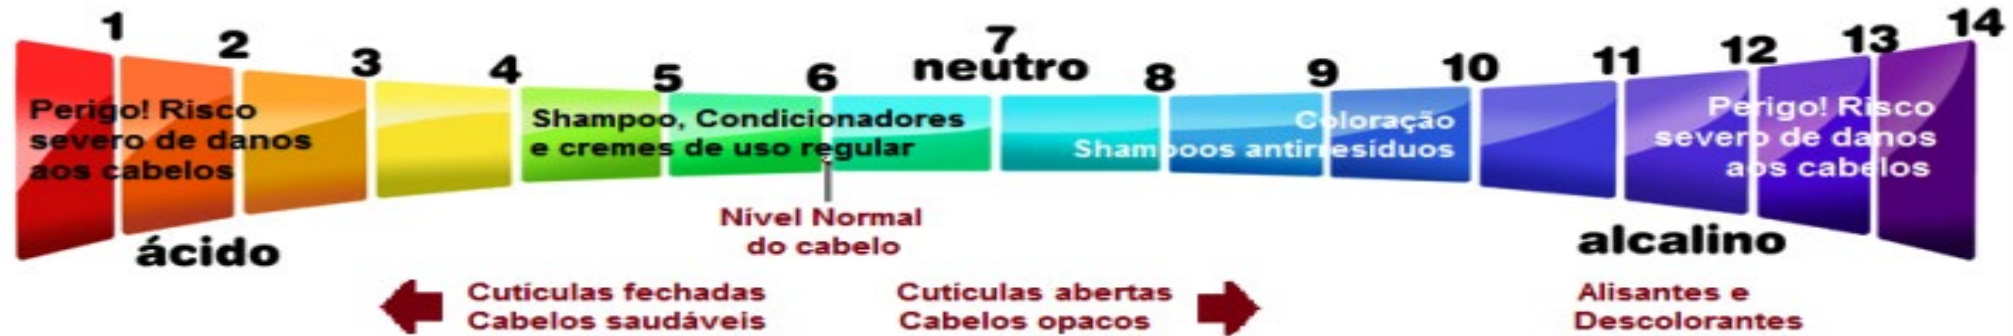 1 2 3 4 5 6 7 8 9 10 11 12 13 14
neutro
Perigo! Risco
severo de danos
aos cabelos
Shampoo, Condicionadores
e cremes de uso regular
Coloração
Shampoos antirresíduos
Perigo! Risco
severo de danos
aos cabelos
ácido
Nível Normal
do cabelo
alcalino
Cutículas fechadas
Cabelos saudáveis
Cutículas abertas
Cabelos opacos
Alisantes e
Descolorantes